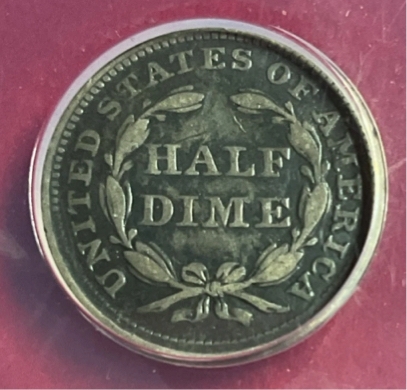 UNITED STATES OF AMERICA
HALF
DIME